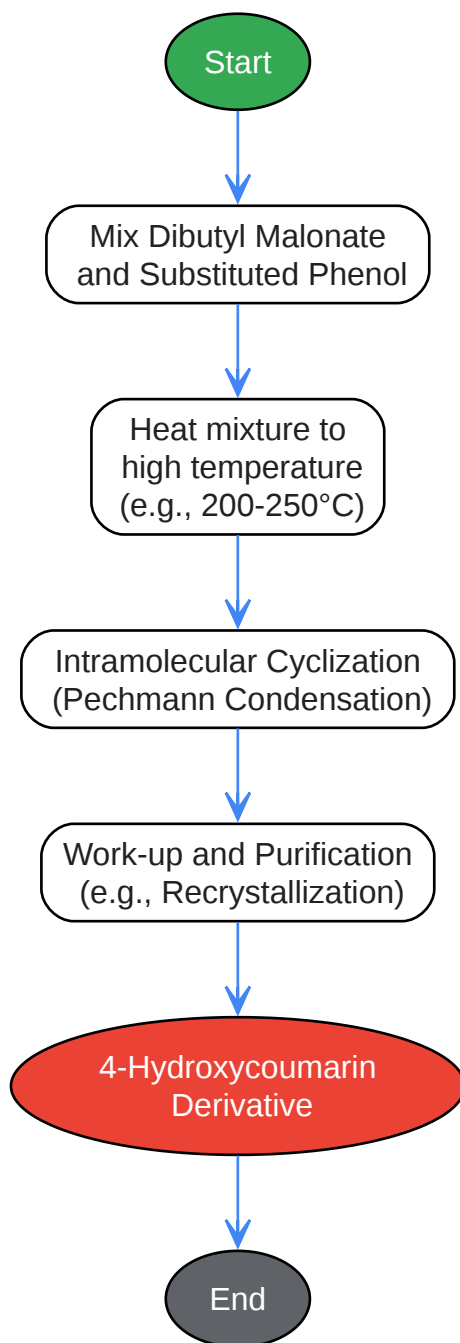 Start
Mix Dibutyl Malonate
and Substituted Phenol
Heat mixture to
high temperature
(e.g., 200-250°C)
Intramolecular Cyclization
(Pechmann Condensation)
Work-up and Purification
(e.g., Recrystallization)
4-Hydroxycoumarin
Derivative
End